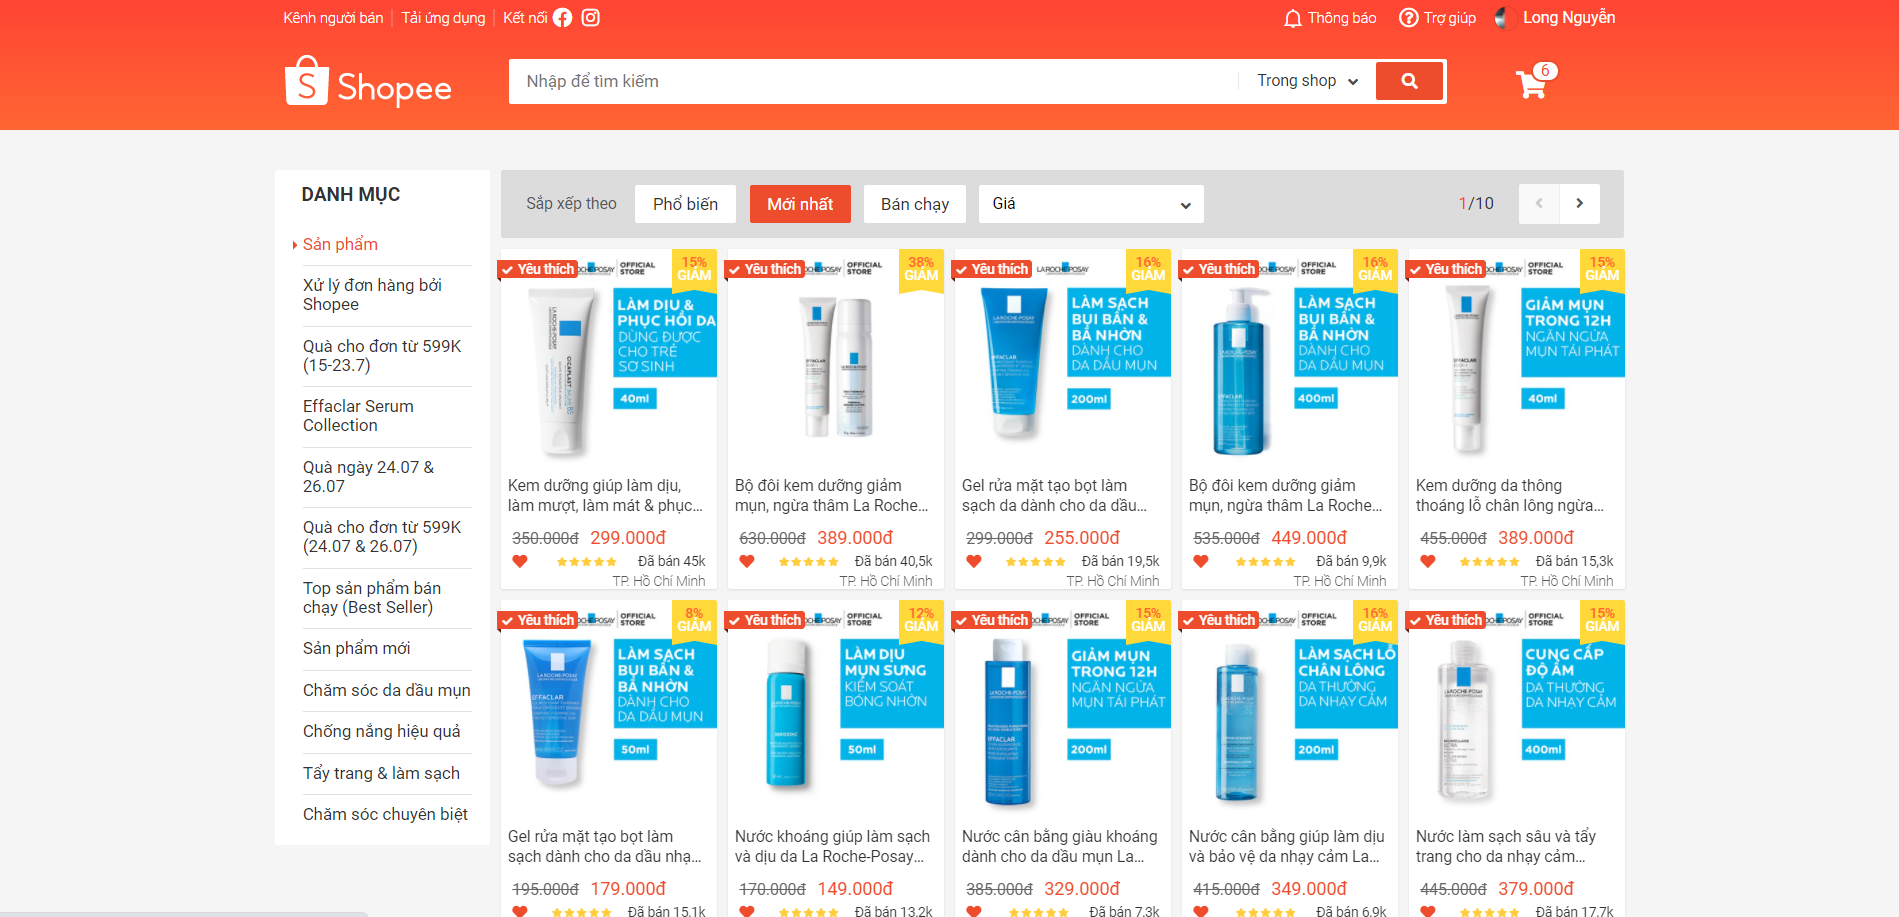 Kênh người bán
Tải ứng dụng
Kết nối
Thông báo
Trợ giúp
Long Nguyễn
Shopee
Nhập để tìm kiếm
Trong shop
6
DANH MỤC
Sản phẩm
Xử lý đơn hàng bởi
Shopee
Quà cho đơn từ 599K
(15-23.7)
Effaclar Serum
Collection
Quà ngày 24.07 &
26.07
Quà cho đơn từ 599K
(24.07 & 26.07)
Top sản phẩm bán
chạy (Best Seller)
Sản phẩm mới
Chăm sóc da dầu mụn
Chống nắng hiệu quả
Tẩy trang & làm sạch
Chăm sóc chuyên biệt
Sắp xếp theo
Phổ biến
Mới nhất
Bán chạy
Giá
1/10
Yêu thích
OFFICIAL
STORE
15%
GIẢM
LÀM DỊU &
PHỤC HỒI DA
DÙNG ĐƯỢC
CHO TRẺ
SƠ SINH
40ml
Kem dưỡng giúp làm dịu,
làm mượt, làm mát & phục...
350.000đ 299.000đ
Đã bán 45k
TP. Hồ Chí Minh
Yêu thích
OFFICIAL
STORE
38%
GIẢM
Bộ đôi kem dưỡng giảm
mụn, ngừa thâm La Roche...
630.000đ 389.000đ
Đã bán 40,5k
TP. Hồ Chí Minh
Yêu thích
LA ROCHE-POSAY
16%
GIẢM
LÀM SẠCH
BỤI BẨN &
BÃ NHỜN
DÀNH CHO
DA DẦU MỤN
200ml
Gel rửa mặt tạo bọt làm
sạch da dành cho da dầu...
299.000đ 255.000đ
Đã bán 19,5k
TP. Hồ Chí Minh
Yêu thích
OFFICIAL
STORE
16%
GIẢM
LÀM SẠCH
BỤI BẨN &
BÃ NHỜN
DÀNH CHO
DA DẦU MỤN
400ml
Bộ đôi kem dưỡng giảm
mụn, ngừa thâm La Roche...
535.000đ 449.000đ
Đã bán 9,9k
TP. Hồ Chí Minh
Yêu thích
OFFICIAL
STORE
15%
GIẢM
GIẢM MỤN
TRONG 12H
NGĂN NGỪA
MỤN TÁI PHÁT
40ml
Kem dưỡng da thông
thoáng lỗ chân lông ngừa...
455.000đ 389.000đ
Đã bán 15,3k
TP. Hồ Chí Minh
Yêu thích
OFFICIAL
STORE
8%
GIẢM
EFFACLAR
LÀM SẠCH
BỤI BẨN &
BÃ NHỜN
DÀNH CHO
DA DẦU MỤN
50ml
Gel rửa mặt tạo bọt làm
sạch dành cho da dầu nhạ...
195.000đ 179.000đ
Đã bán 15,1k
Yêu thích
OFFICIAL
STORE
12%
GIẢM
LÀM DỊU
MỤN SƯNG
KIỂM SOÁT
BÓNG NHỜN
50ml
Nước khoáng giúp làm sạch
và dịu da La Roche-Posay...
170.000đ 149.000đ
Đã bán 13,2k
Yêu thích
OFFICIAL
STORE
15%
GIẢM
EFFACLAR
GIẢM MỤN
TRONG 12H
NGĂN NGỪA
MỤN TÁI PHÁT
200ml
Nước cân bằng giàu khoáng
dành cho da dầu mụn La...
385.000đ 329.000đ
Đã bán 7,3k
Yêu thích
OFFICIAL
STORE
16%
GIẢM
LÀM SẠCH LỖ
CHÂN LÔNG
DA THƯỜNG
DA NHẠY CẢM
200ml
Nước cân bằng giúp làm dịu
và bảo vệ da nhạy cảm La...
415.000đ 349.000đ
Đã bán 6,9k
Yêu thích
OFFICIAL
STORE
15%
GIẢM
CUNG CẤP
ĐỘ ẨM
DA THƯỜNG
DA NHẠY CẢM
400ml
Nước làm sạch sâu và tẩy
trang cho da nhạy cảm...
445.000đ 379.000đ
Đã bán 17,7k